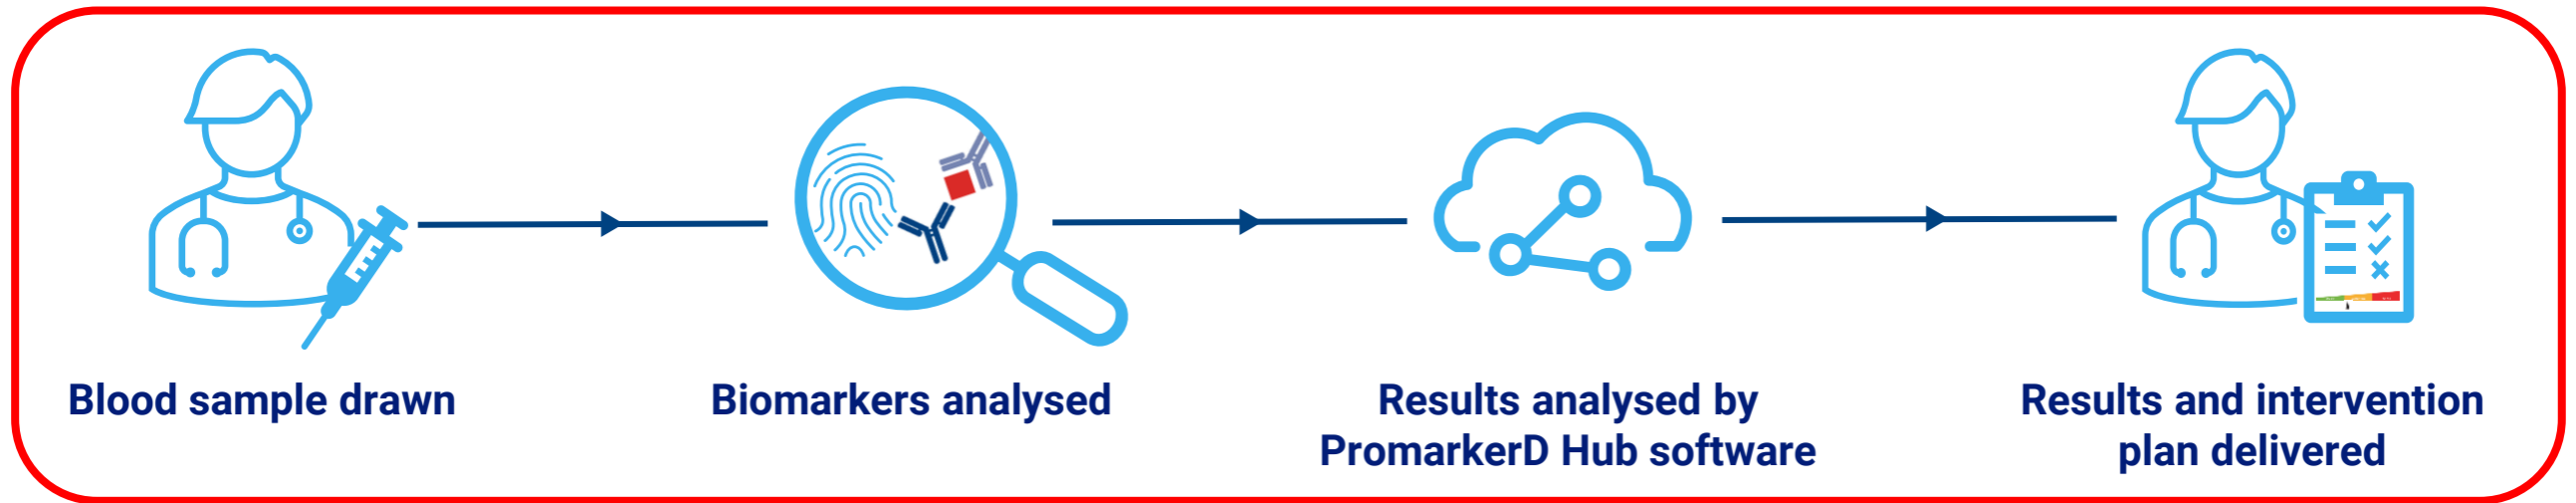 Blood sample drawn
Biomarkers analysed
Results analysed by
PromarkerD Hub software
Results and intervention
plan delivered